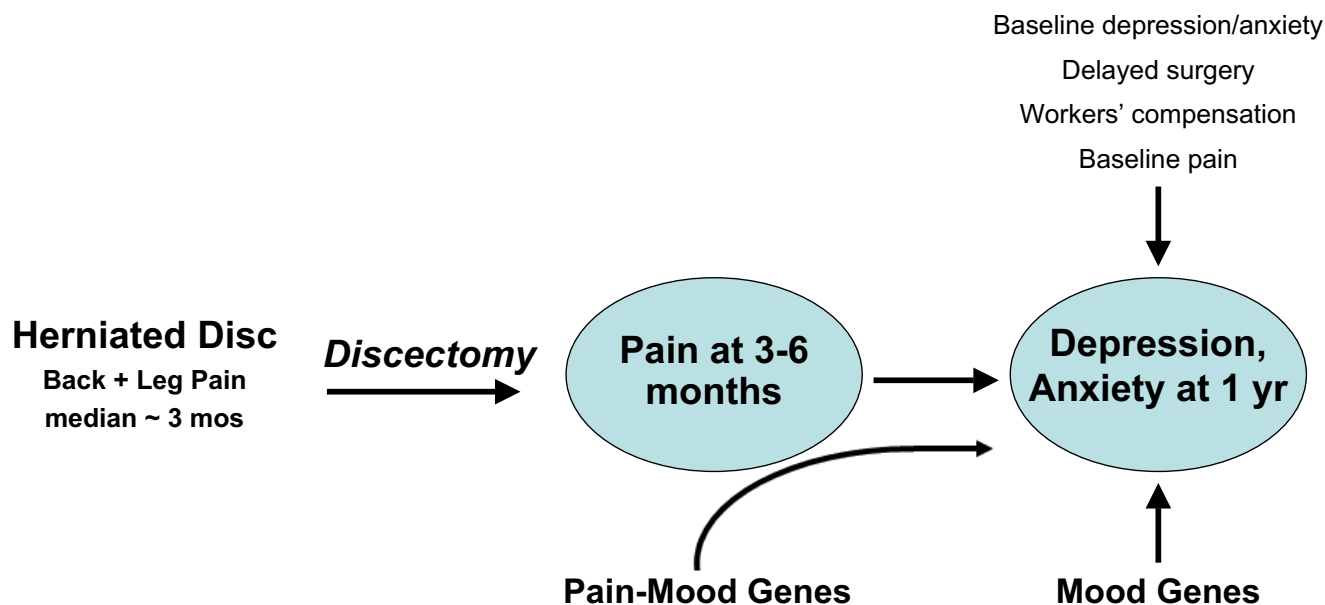 Baseline depression/anxiety
Delayed surgery
Workers’ compensation
Baseline pain
Herniated Disc
Back + Leg Pain
median ~ 3 mos
Discectomy
Pain at 3-6
months
Depression,
Anxiety at 1 yr
Pain-Mood Genes
Mood Genes